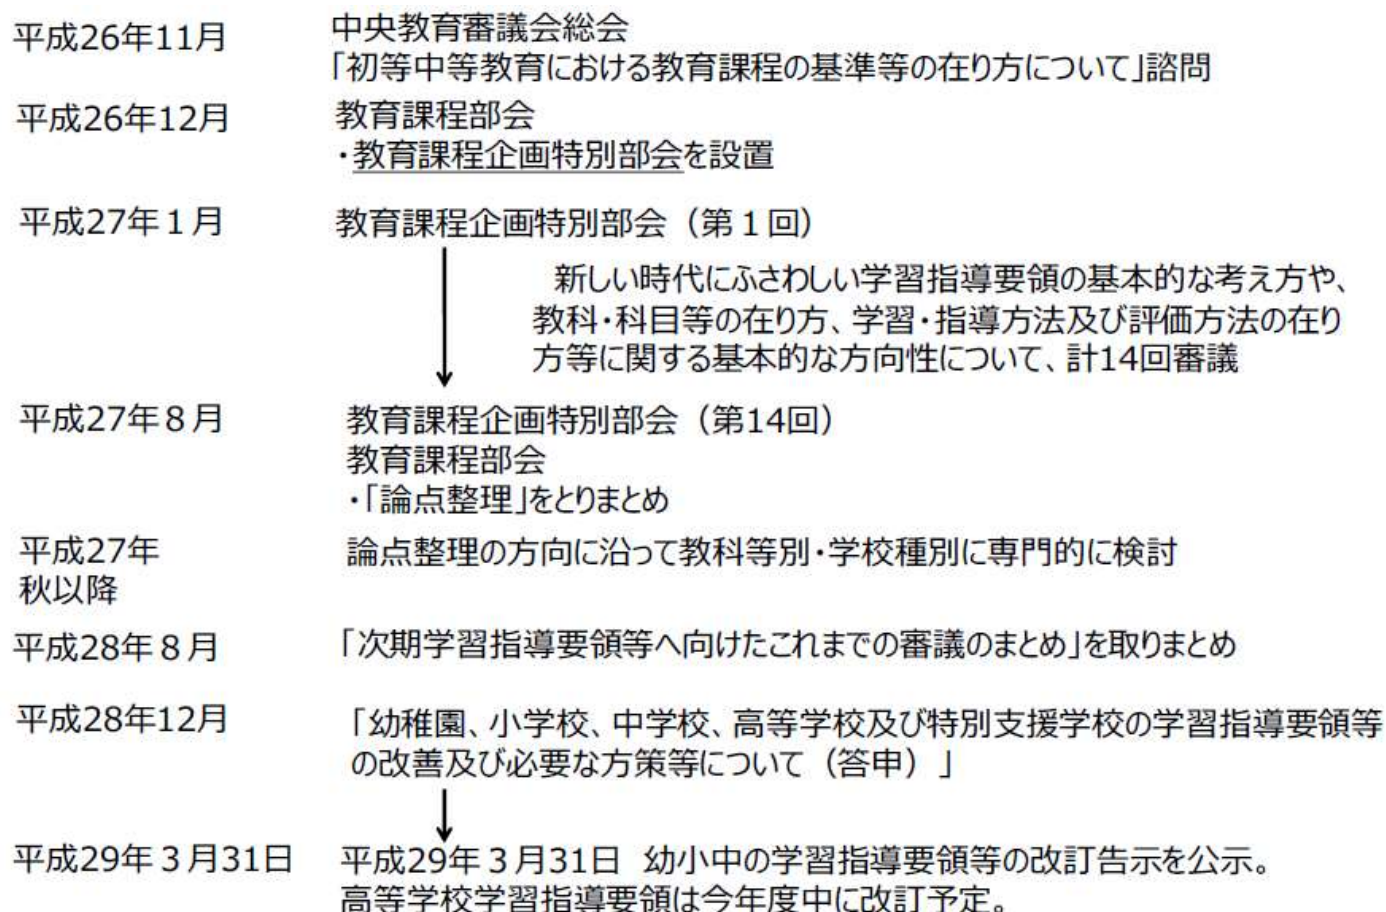 平成26年11月
中央教育審議会総会
「初等中等教育における教育課程の基準等の在り方について」諮問
平成26年12月
教育課程部会
・教育課程企画特別部会を設置
平成27年１月
教育課程企画特別部会（第１回）
新しい時代にふさわしい学習指導要領の基本的な考え方や、
教科・科目等の在り方、学習・指導方法及び評価方法の在り
方等に関する基本的な方向性について、計14回審議
平成27年８月
教育課程企画特別部会（第14回）
教育課程部会
・「論点整理」をとりまとめ
平成27年
秋以降
論点整理の方向に沿って教科等別・学校種別に専門的に検討
平成28年８月
「次期学習指導要領等へ向けたこれまでの審議のまとめ」を取りまとめ
平成28年12月
「幼稚園、小学校、中学校、高等学校及び特別支援学校の学習指導要領等
の改善及び必要な方策等について（答申）」
平成29年３月31日
平成29年３月31日 幼小中の学習指導要領等の改訂告示を公示。
高等学校学習指導要領は今年度中に改訂予定。